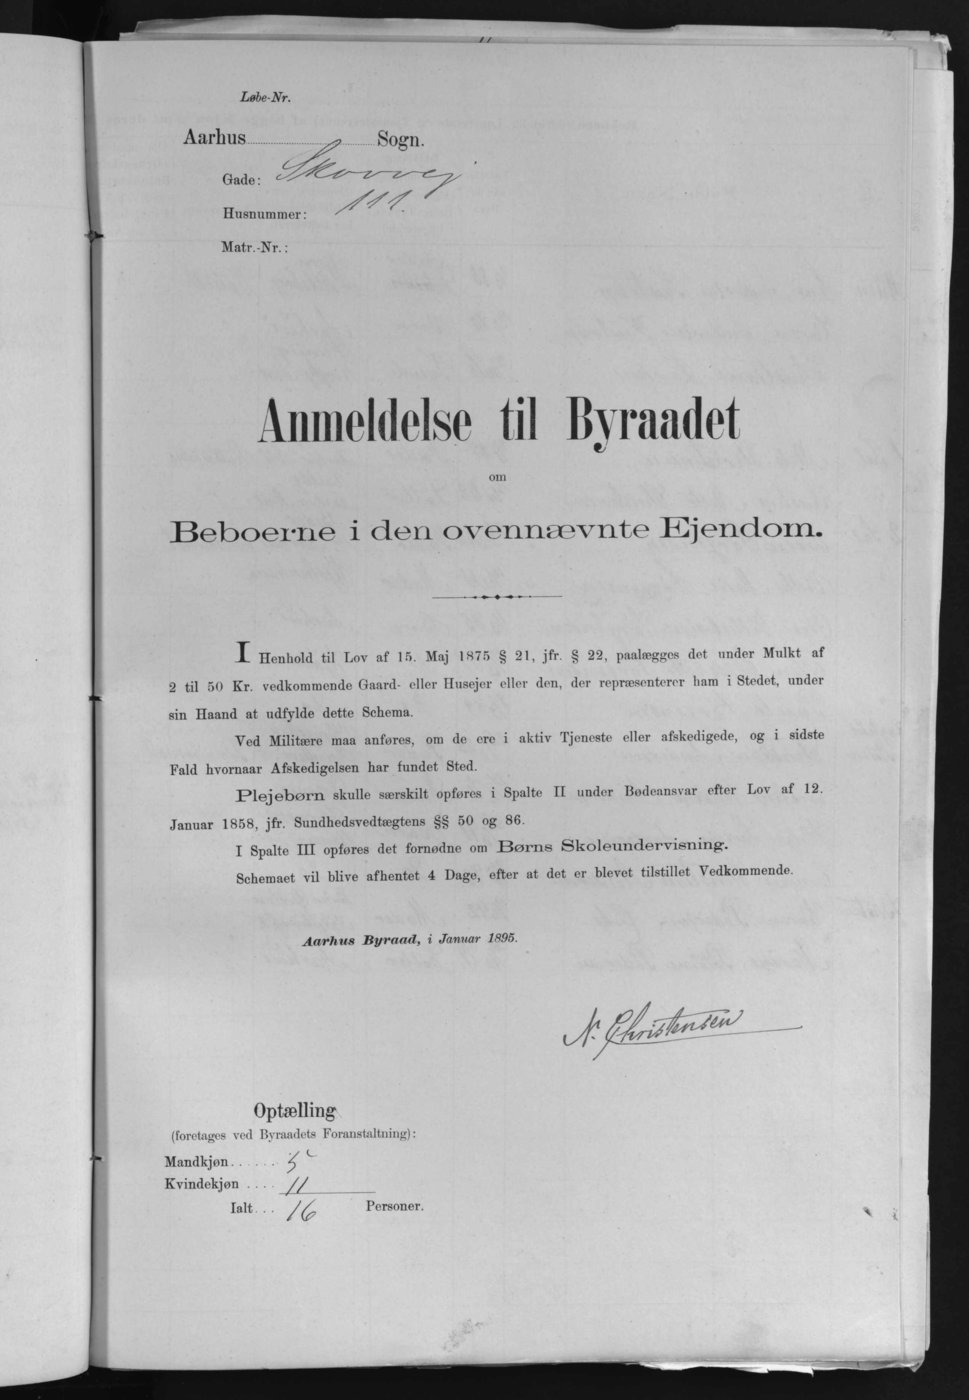 Løbe-Nr.
Aarhus Sogn.
Gade: Skovvej
Husnummer: 111.
Matr.-Nr.:
Anmeldelse til Byraadet
om
Beboerne i den ovennævnte Ejendom.
I Henhold til Lov af 15. Maj 1875 § 21, jfr. § 22, paalægges det under Mulkt af
2 til 50 Kr. vedkommende Gaard- eller Husejer eller den, der repræsenterer ham i Stedet, under
sin Haand at udfylde dette Schema.
Ved Militære maa anføres, om de ere i aktiv Tjeneste eller afskedigede, og i sidste
Fald hvornaar Afskedigelsen har fundet Sted.
Plejebørn skulle særskilt opføres i Spalte II under Bødeansvar efter Lov af 12.
Januar 1858, jfr. Sundhedsvedtægtens §§ 50 og 86.
I Spalte III opføres det fornødne om Børns Skoleundervisning.
Schemaet vil blive afhentet 4 Dage, efter at det er blevet tilstillet Vedkommende.
Aarhus Byraad, i Januar 1895.
N. Christensen
Optælling
(foretages ved Byraadets Foranstaltning):
Mandkjøn...... 5
Kvindekjøn .... 11
Ialt... 16 Personer.